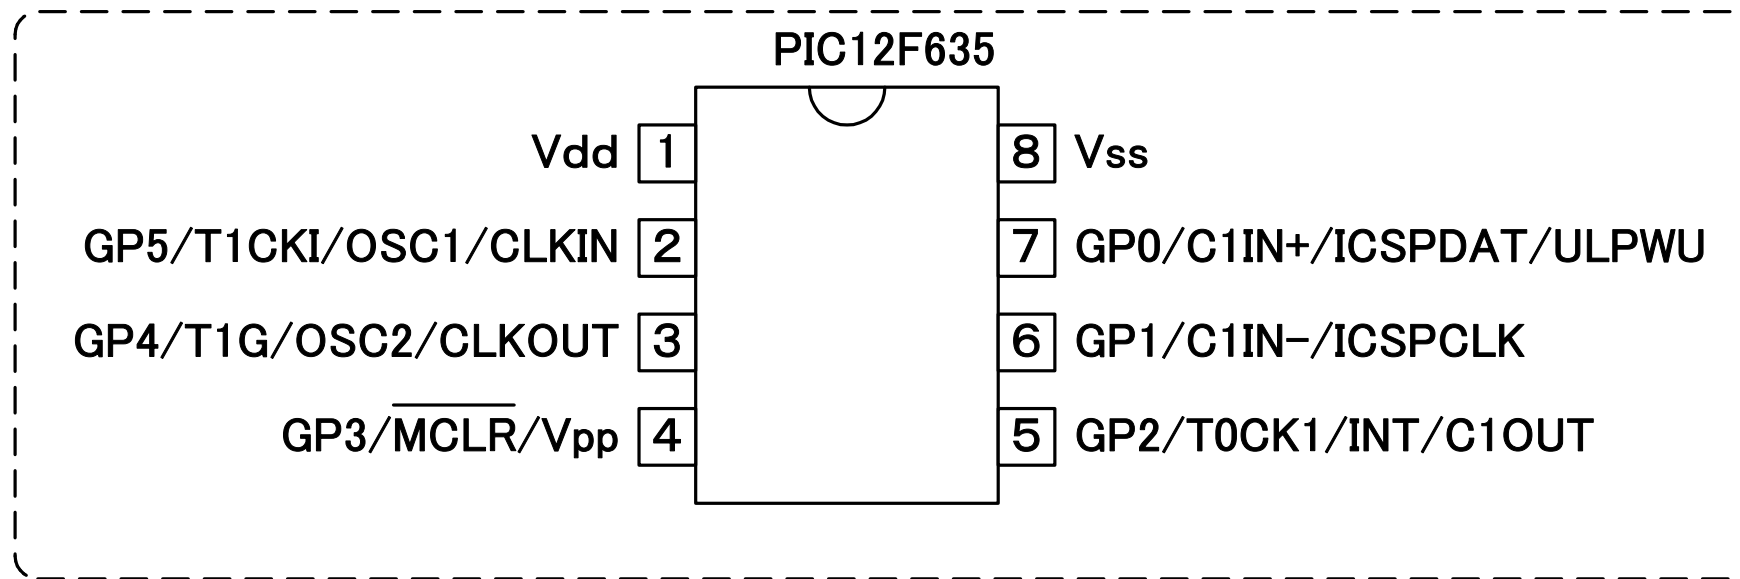 PIC12F635
Vdd 1 8 Vss
GP5/T1CKI/OSC1/CLKIN 2 7 GP0/C1IN+/ICSPDAT/ULPWU
GP4/T1G/OSC2/CLKOUT 3 6 GP1/C1IN-/ICSPCLK
GP3/MCLR/Vpp 4 5 GP2/T0CK1/INT/C1OUT